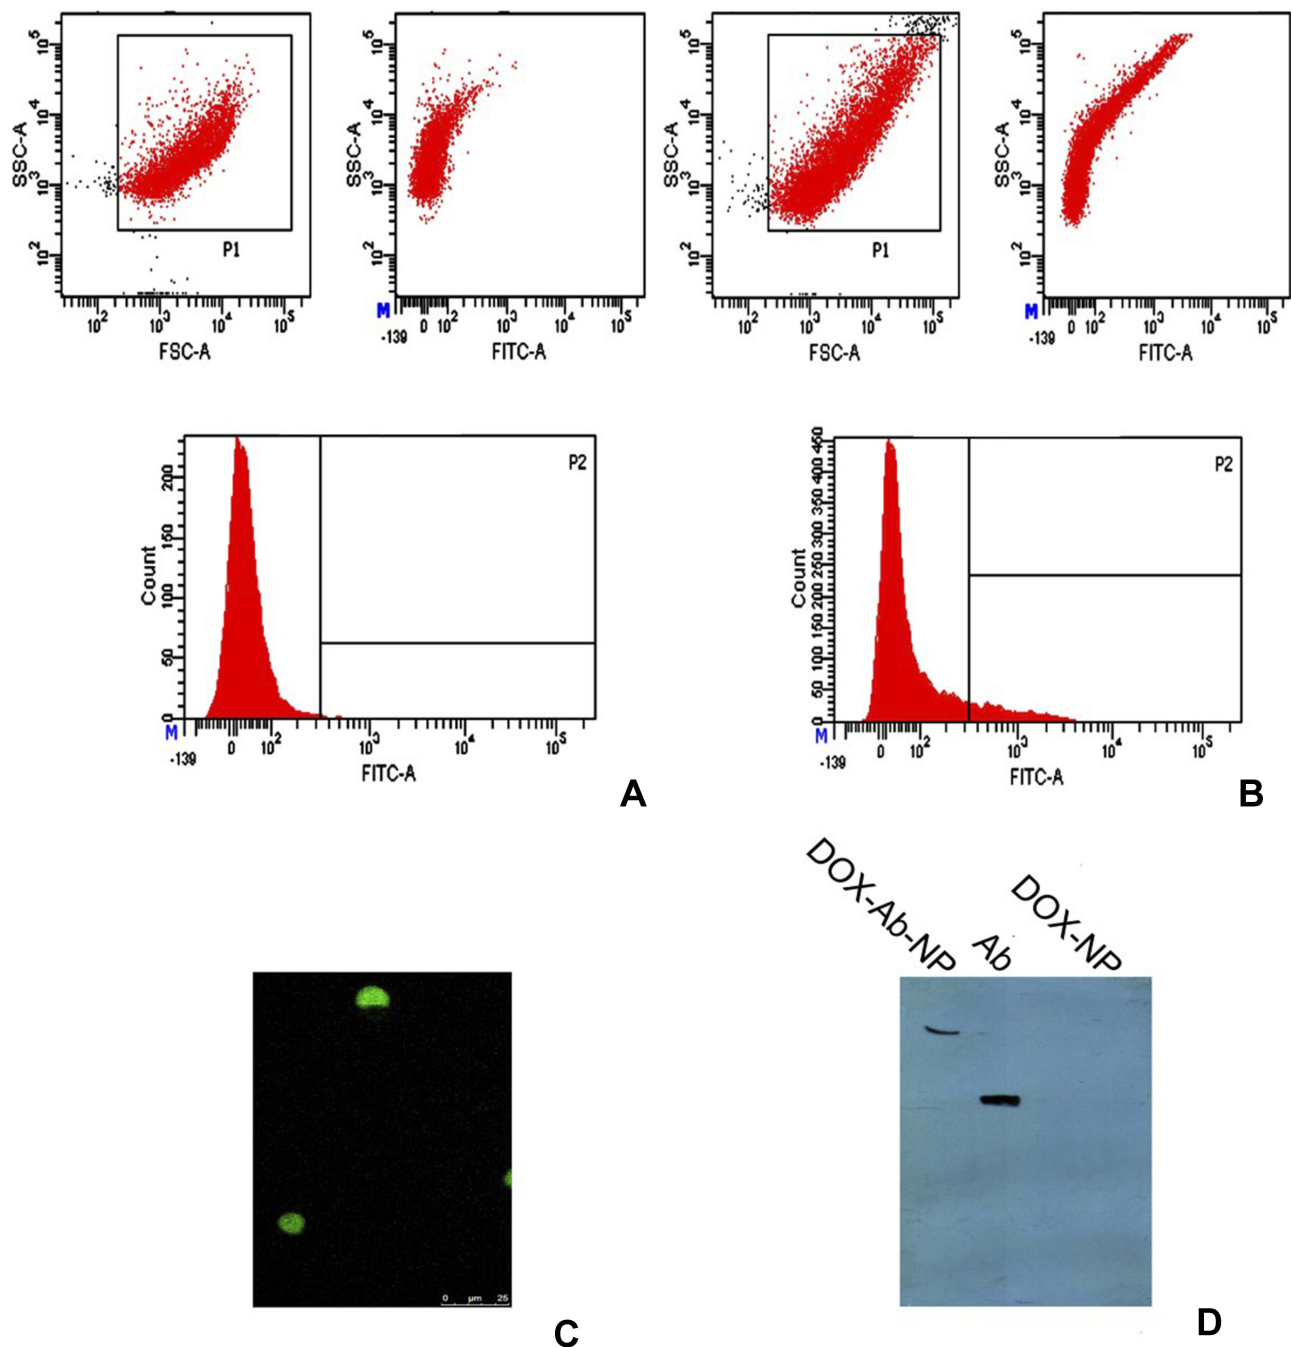 10⁵
10⁴
10³
10²
SSC-A
P1
10² 10³ 10⁴ 10⁵
FSC-A
10⁵
10⁴
10³
10²
SSC-A
M
-139
0 10² 10³ 10⁴ 10⁵
FITC-A
10⁵
10⁴
10³
10²
SSC-A
P1
10² 10³ 10⁴ 10⁵
FSC-A
10⁵
10⁴
10³
10²
SSC-A
M
-139
0 10² 10³ 10⁴ 10⁵
FITC-A
P2
200
150
100
50
0
Count
M
-139
0 10² 10³ 10⁴ 10⁵
FITC-A
A
P2
450
400
350
300
250
200
150
100
50
0
Count
M
-139
0 10² 10³ 10⁴ 10⁵
FITC-A
B
0 µm 25
C
DOX-Ab-NP
Ab
DOX-NP
D